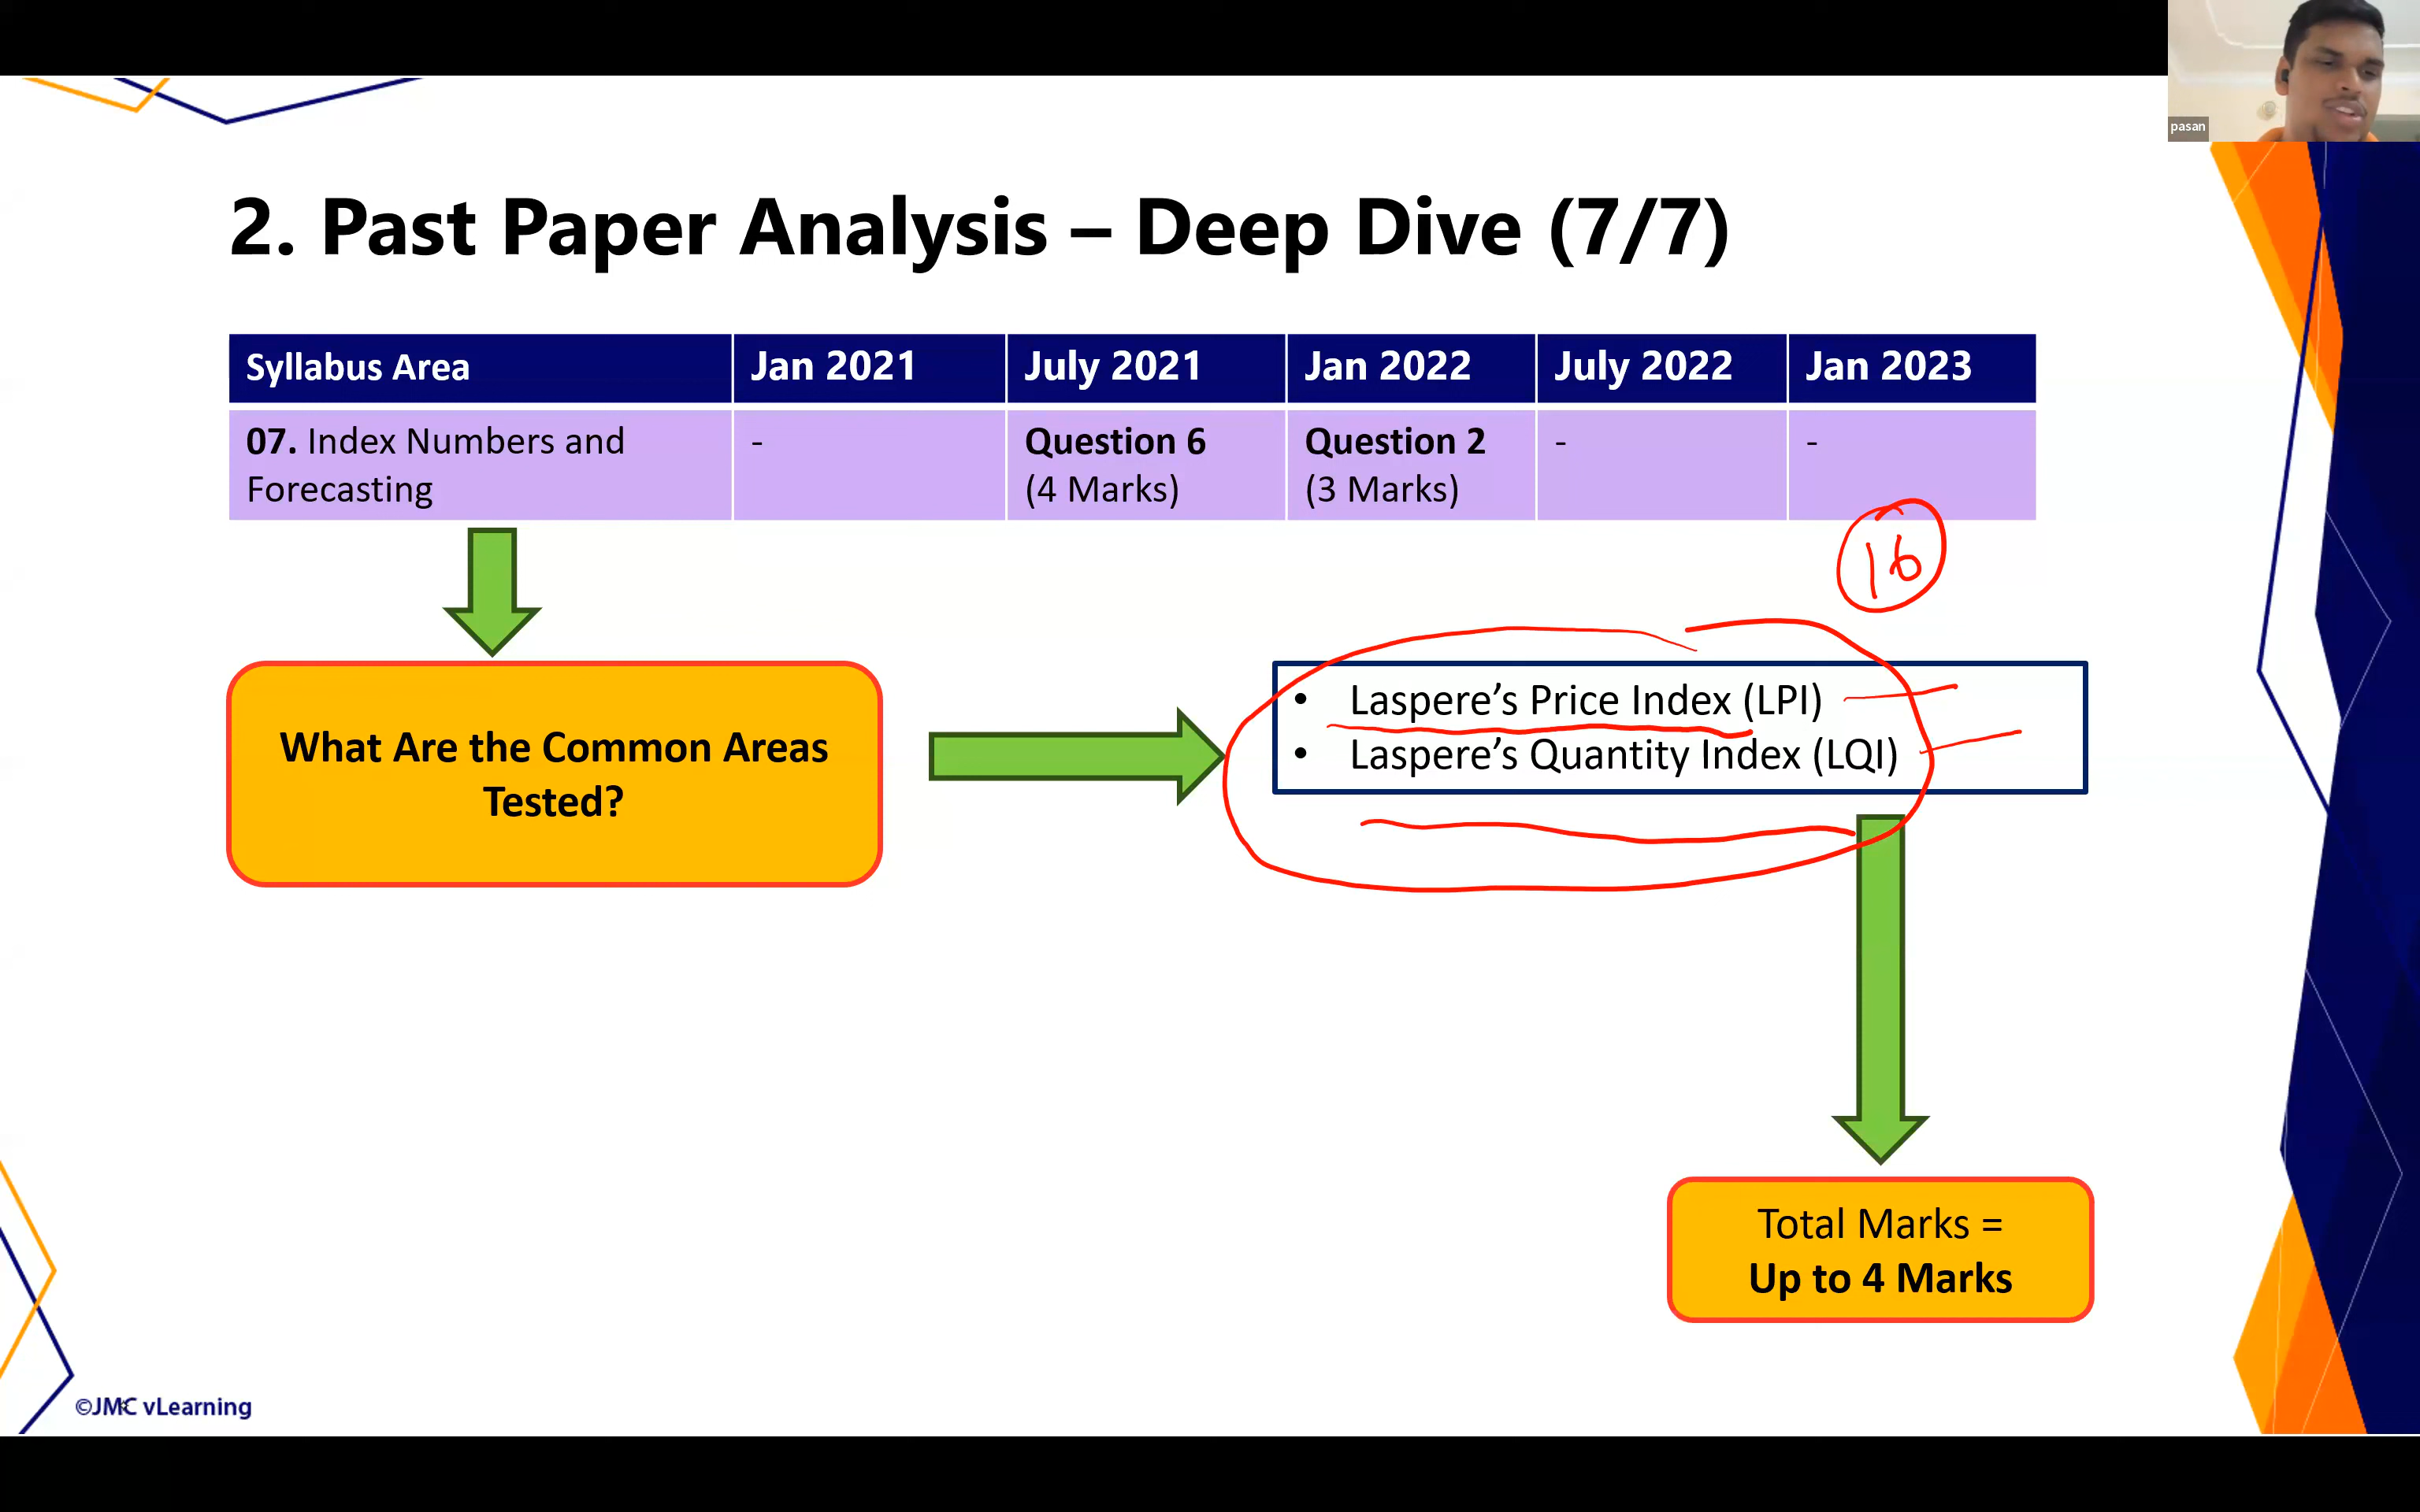 pasan
2. Past Paper Analysis – Deep Dive (7/7)
Syllabus Area
Jan 2021
July 2021
Jan 2022
July 2022
Jan 2023
07. Index Numbers and
Forecasting
-
Question 6
(4 Marks)
Question 2
(3 Marks)
-
-
16
What Are the Common Areas
Tested?
• Laspere’s Price Index (LPI)
• Laspere’s Quantity Index (LQI)
Total Marks =
Up to 4 Marks
©JMC vLearning